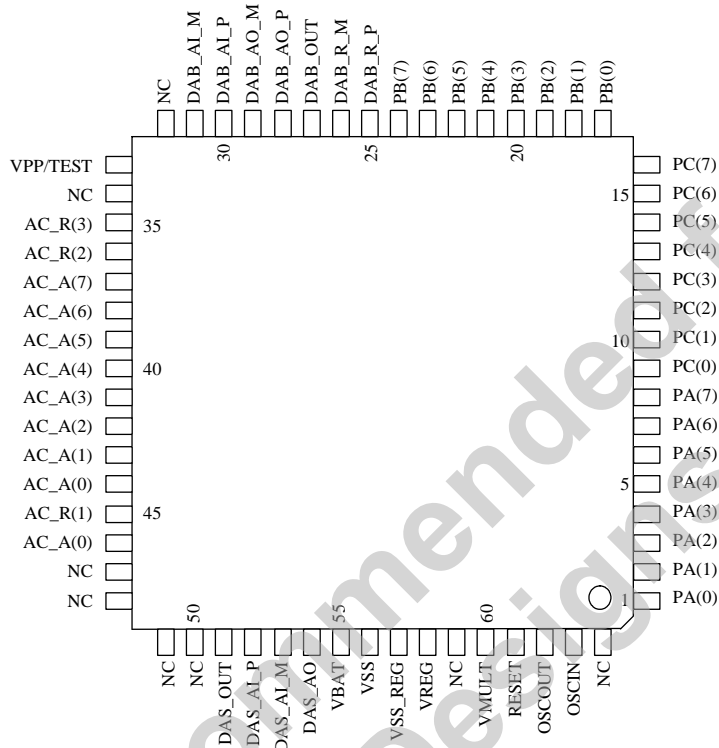 NC
DAB_AI_M
DAB_AI_P
DAB_AO_M
DAB_AO_P
DAB_OUT
DAB_R_M
DAB_R_P
PB(7)
PB(6)
PB(5)
PB(4)
PB(3)
PB(2)
PB(1)
PB(0)
30
25
20
VPP/TEST
NC
AC_R(3)
AC_R(2)
AC_A(7)
AC_A(6)
AC_A(5)
AC_A(4)
AC_A(3)
AC_A(2)
AC_A(1)
AC_A(0)
AC_R(1)
AC_A(0)
NC
NC
35
40
45
15
10
5
1
PC(7)
PC(6)
PC(5)
PC(4)
PC(3)
PC(2)
PC(1)
PC(0)
PA(7)
PA(6)
PA(5)
PA(4)
PA(3)
PA(2)
PA(1)
PA(0)
50
55
60
NC
NC
DAS_OUT
DAS_AI_P
DAS_AI_M
DAS_AO
VBAT
VSS
VSS_REG
VREG
NC
VMULT
RESET
OSCOUT
OSCIN
NC
ommended f
Designs